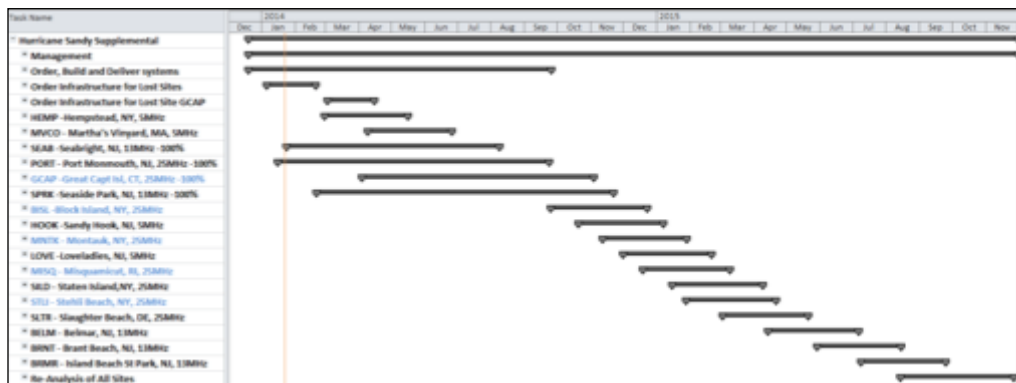 Task Name
2014 2015
Dec Jan Feb Mar Apr May Jun Jul Aug Sep Oct Nov Dec Jan Feb Mar Apr May Jun Jul Aug Sep Oct Nov
Hurricane Sandy Supplemental
Management
Order, Build and Deliver systems
Order Infrastructure for Lost Sites
Order Infrastructure for Lost Site GCAP
HEMP -Hempstead, NY, 5MHz
MVCO - Martha's Vinyard, MA, 5MHz
SEAB -Seabright, NJ, 13MHz -100%
PORT - Port Monmouth, NJ, 25MHz -100%
GCAP -Great Capt Isl, CT, 25MHz -100%
SPRK -Seaside Park, NJ, 13MHz -100%
BISL -Block Island, NY, 25MHz
HOOK -Sandy Hook, NJ, 5MHz
MNTK - Montauk, NY, 25MHz
LOVE -Loveladies, NJ, 5MHz
MISQ - Misquamicut, RI, 25MHz
SILD - Staten Island,NY, 25MHz
STLI - Stehli Beach, NY, 25MHz
SLTR - Slaughter Beach, DE, 25MHz
BELM - Belmar, NJ, 13MHz
BRNT - Brant Beach, NJ, 13MHz
BRMR - Island Beach St Park, NJ, 13MHz
Re-Analysis of All Sites